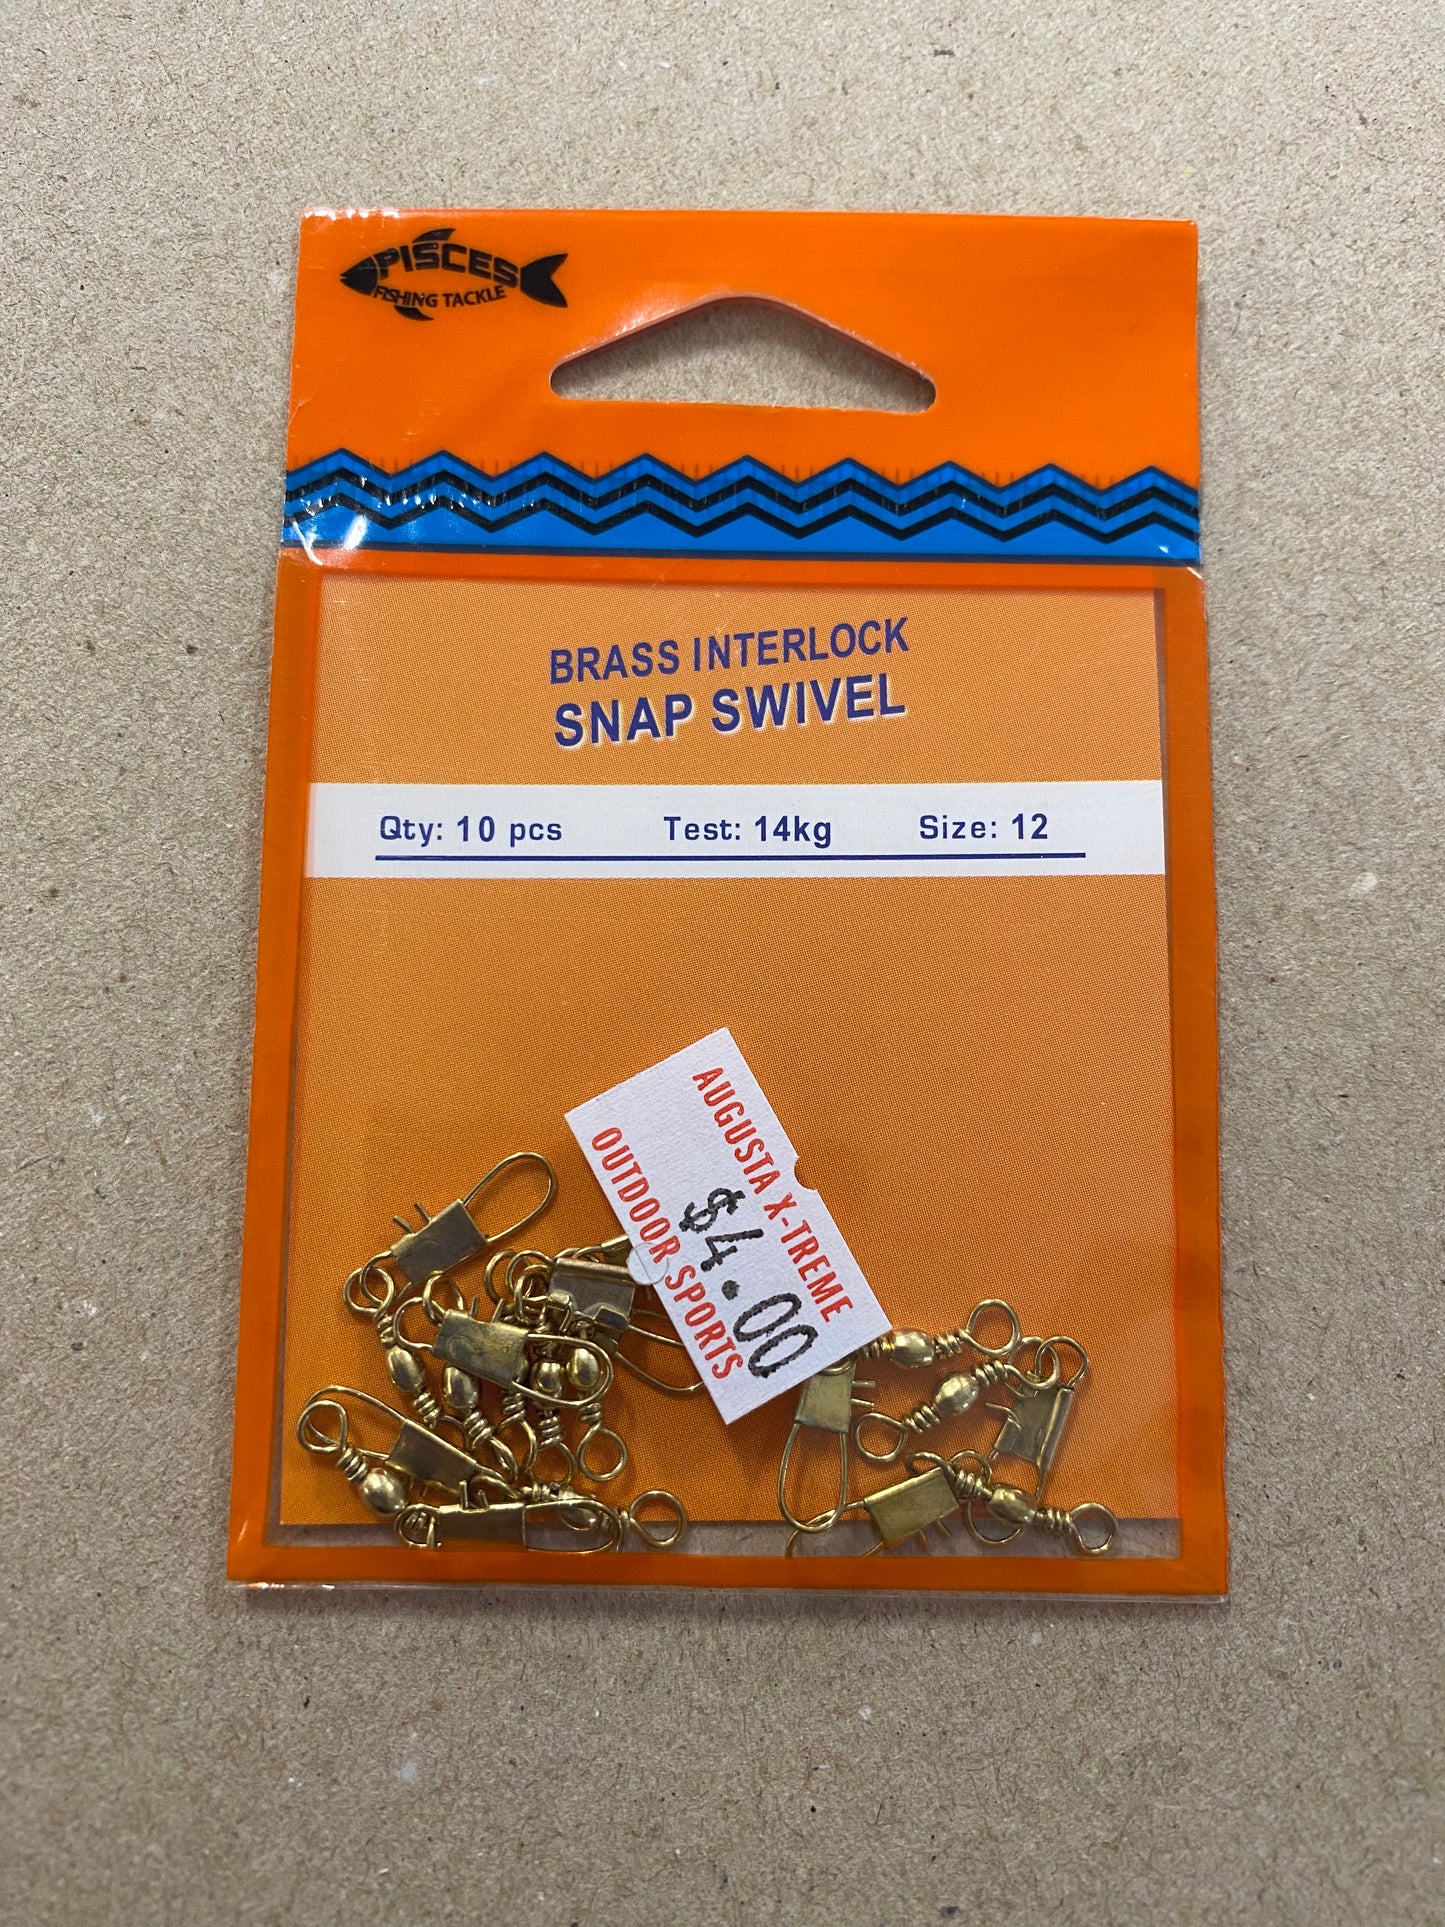 PISCES
FISHING TACKLE
BRASS INTERLOCK
SNAP SWIVEL
Qty: 10 pcs Test: 14kg Size: 12
AUGUSTA X-TREME
$4.00
OUTDOOR SPORTS